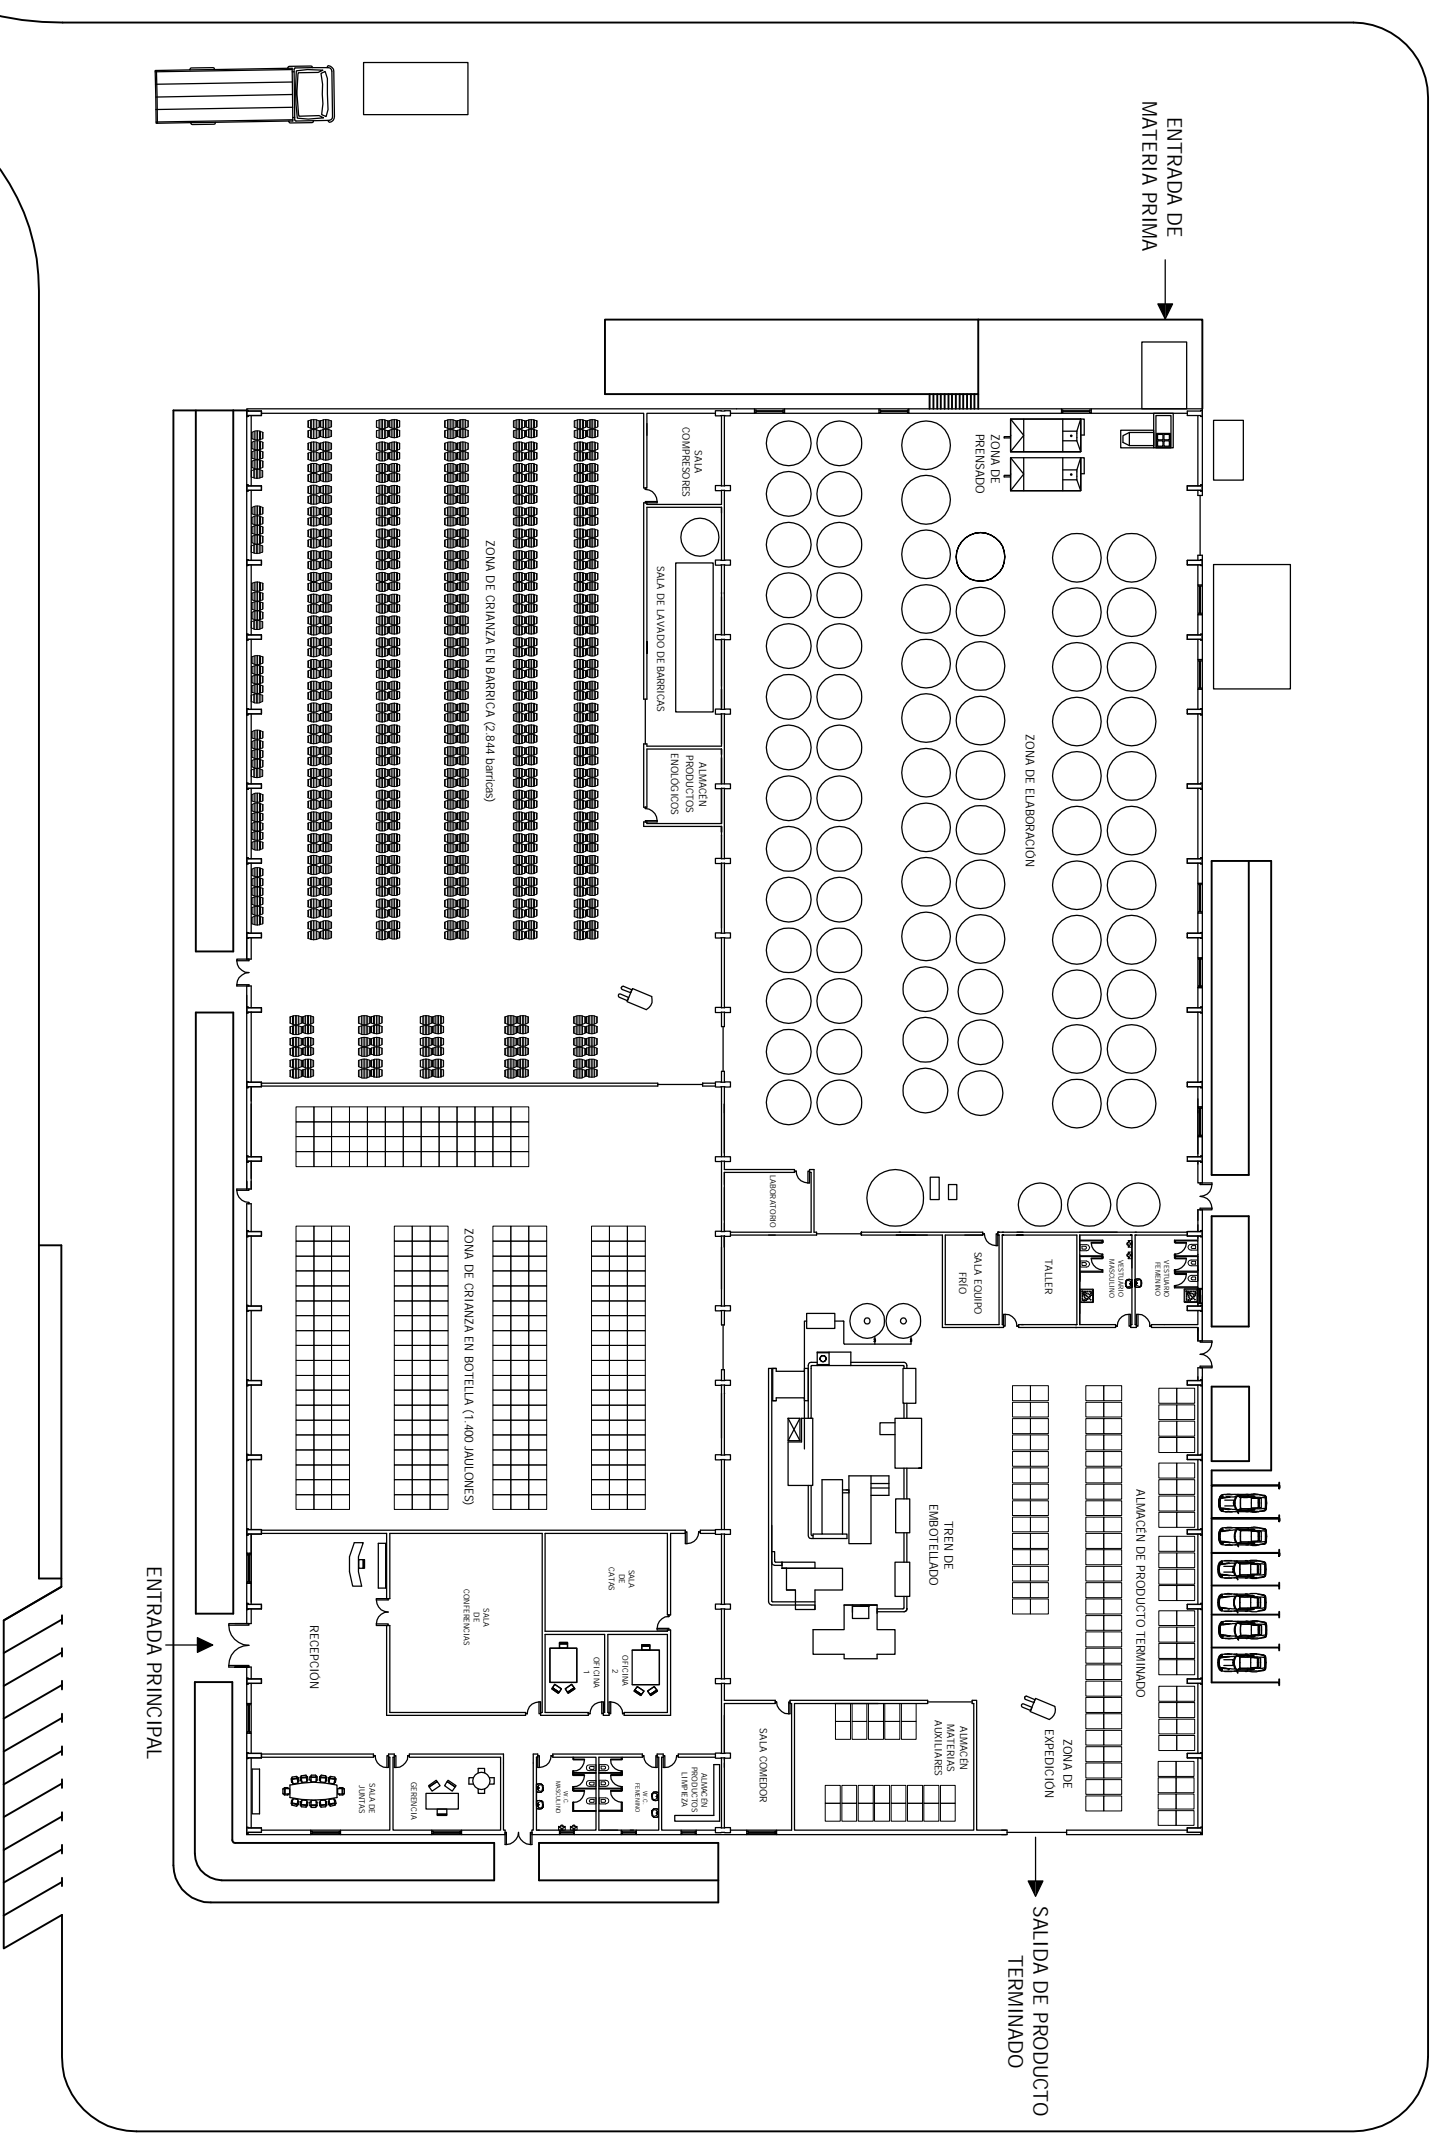 ENTRADA DE
MATERIA PRIMA
ZONA DE
PRENSADO
ZONA DE ELABORACIÓN
SALA
COMPRESORES
SALA DE LAVADO DE BARRICAS
ALMACÉN
PRODUCTOS
ENOLÓGICOS
ZONA DE CRIANZA EN BARRICA (2.844 barricas)
LABORATORIO
SALA EQUIPO
FRÍO
TALLER
VESTUARIO
MASCULINO
VESTUARIO
FEMENINO
ZONA DE CRIANZA EN BOTELLA (1.400 JAULONES)
TREN DE
EMBOTELLADO
ALMACÉN DE PRODUCTO TERMINADO
ZONA DE
EXPEDICIÓN
ALMACÉN
MATERIAS
AUXILIARES
SALA COMEDOR
SALA
DE
CATAS
SALA
DE
CONFERENCIAS
OFICINA
1
OFICINA
2
RECEPCIÓN
SALA DE
JUNTAS
GERENCIA
W.C.
MASCULINO
W.C.
FEMENINO
ALMACÉN
PRODUCTOS
LIMPIEZA
ENTRADA PRINCIPAL
SALIDA DE PRODUCTO
TERMINADO